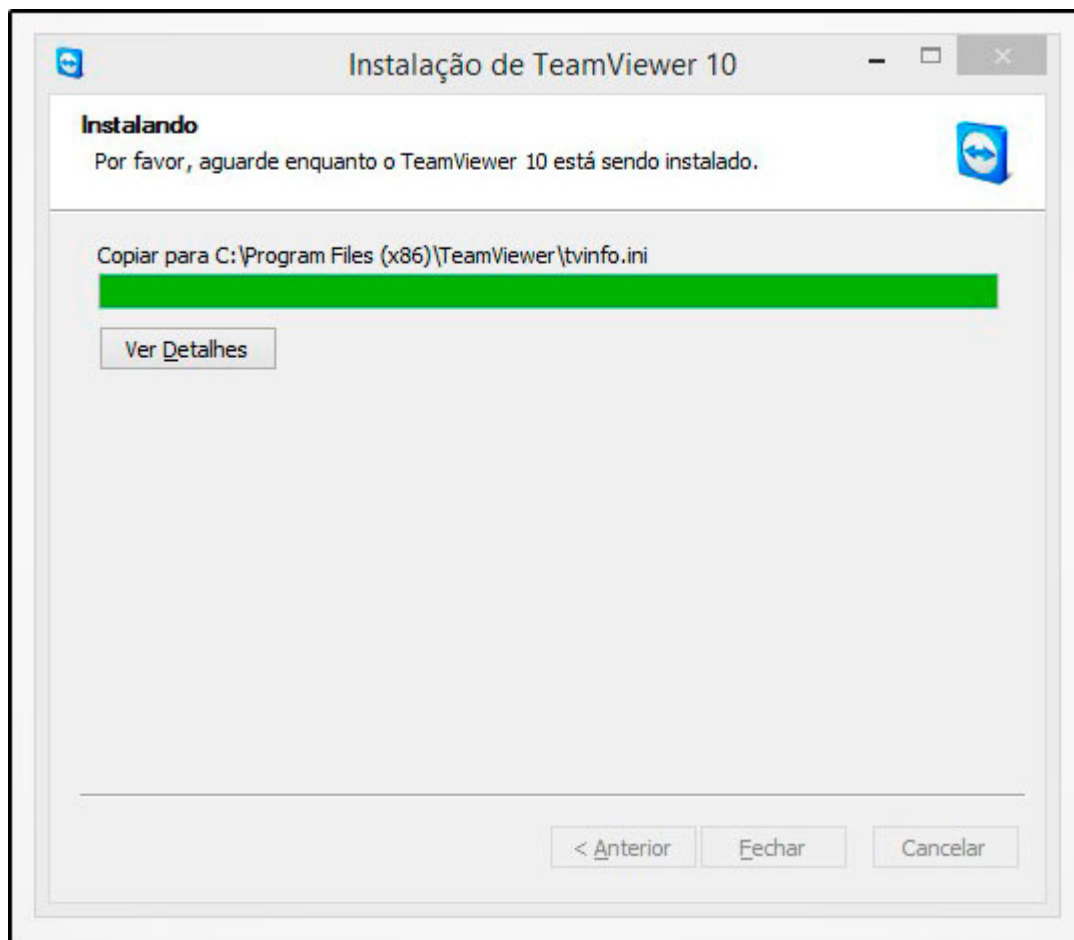 Instalação de TeamViewer 10
Instalando
Por favor, aguarde enquanto o TeamViewer 10 está sendo instalado.
Copiar para C:\Program Files (x86)\TeamViewer\tvinfo.ini
Ver Detalhes
< Anterior
Fechar
Cancelar